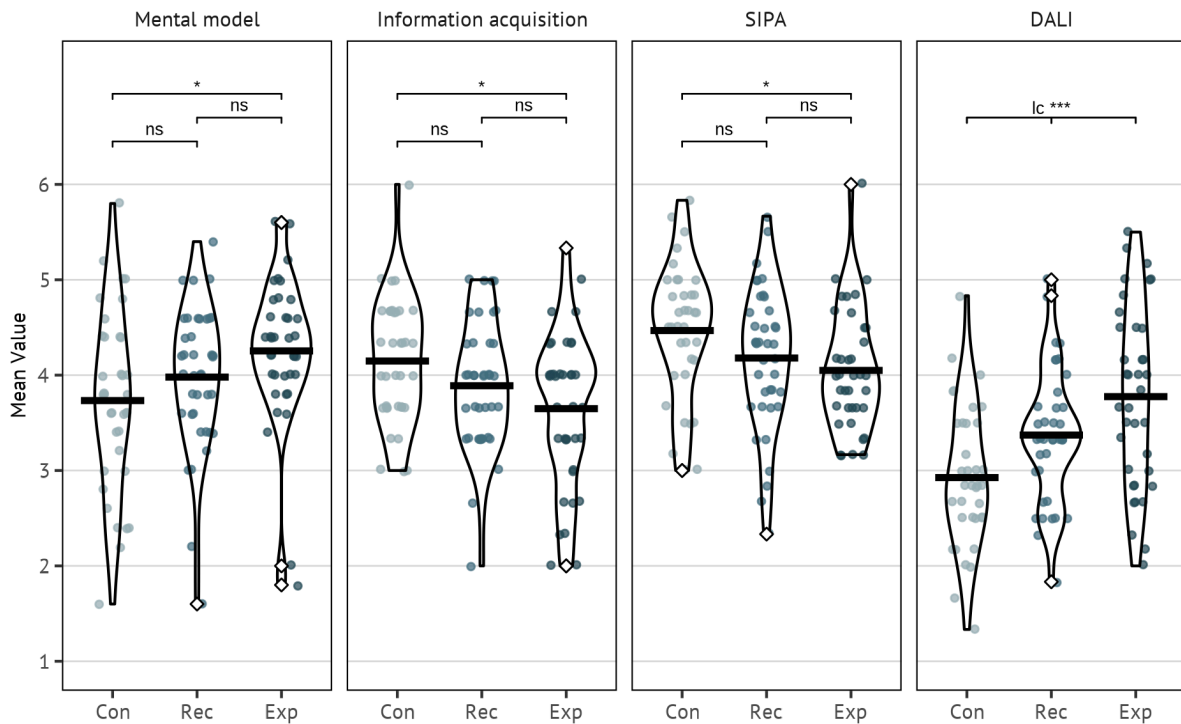 Mental model Information acquisition SIPA DALI
* * *
lc ***
ns ns ns
ns ns ns
6
5
4
3
2
1
Mean Value
Con Rec Exp Con Rec Exp Con Rec Exp Con Rec Exp